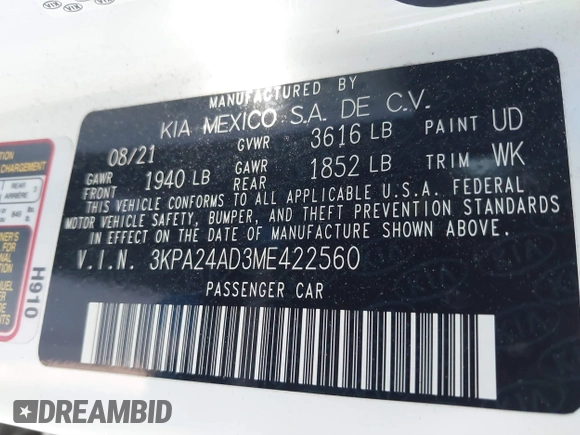 MANUFACTURED BY
KIA MEXICO S.A. DE C.V.
08/21 GVWR 3616 LB PAINT UD
GAWR FRONT 1940 LB GAWR REAR 1852 LB TRIM WK
THIS VEHICLE CONFORMS TO ALL APPLICABLE U.S.A. FEDERAL
MOTOR VEHICLE SAFETY, BUMPER, AND THEFT PREVENTION STANDARDS
IN EFFECT ON THE DATE OF MANUFACTURE SHOWN ABOVE.
V.I.N. 3KPA24AD3ME422560
PASSENGER CAR
H910
REAR
DREAMBID